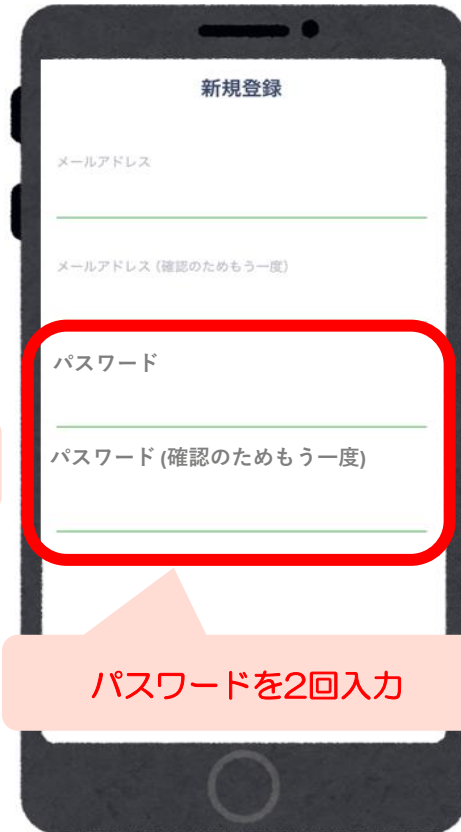 新規登録
メールアドレス
メールアドレス (確認のためもう一度)
パスワード
パスワード (確認のためもう一度)
パスワードを2回入力